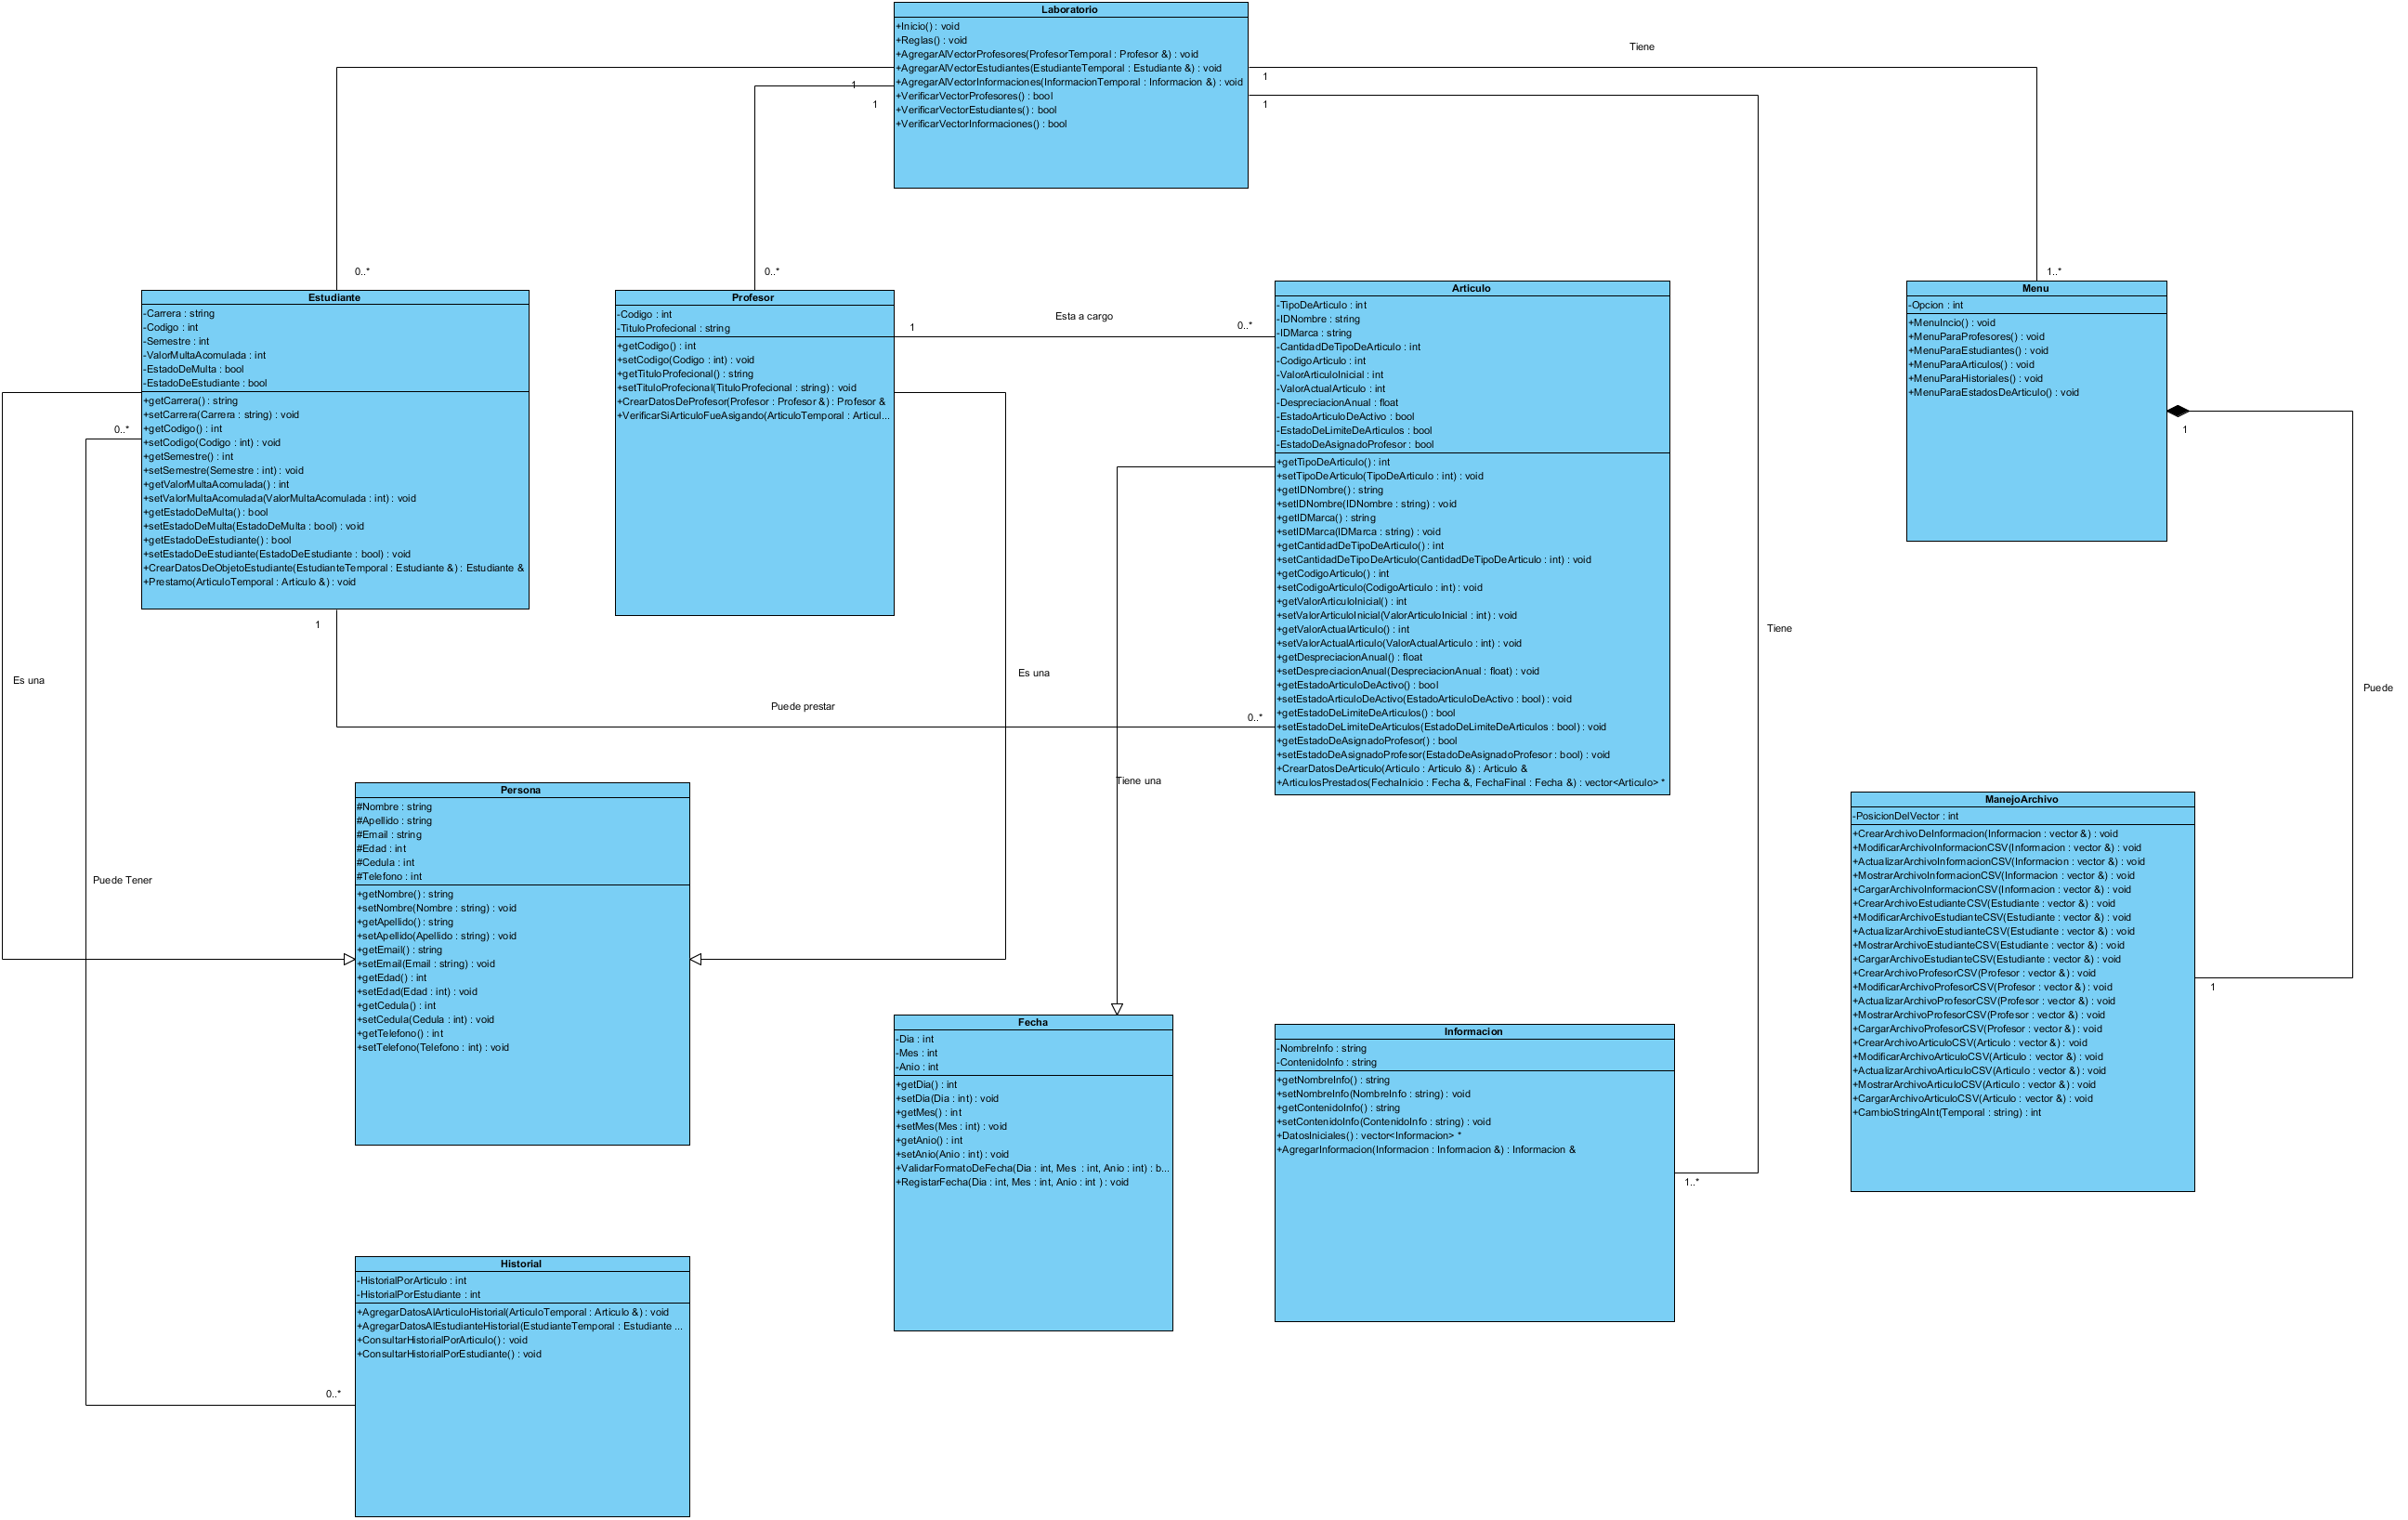 Laboratorio
+Inicio() : void
+Reglas() : void
+AgregarAlVectorProfesores(ProfesorTemporal : Profesor &) : void
+AgregarAlVectorEstudiantes(EstudianteTemporal : Estudiante &) : void
+AgregarAlVectorInformaciones(InformacionTemporal : Informacion &) : void
+VerificarVectorProfesores() : bool
+VerificarVectorEstudiantes() : bool
+VerificarVectorInformaciones() : bool
Tiene
1
1
1
1
0..*
0..*
1..*
Estudiante
-Carrera : string
-Codigo : int
-Semestre : int
-ValorMultaAcomulada : int
-EstadoDeMulta : bool
-EstadoDeEstudiante : bool
+getCarrera() : string
+setCarrera(Carrera : string) : void
+getCodigo() : int
+setCodigo(Codigo : int) : void
+getSemestre() : int
+setSemestre(Semestre : int) : void
+getValorMultaAcomulada() : int
+setValorMultaAcomulada(ValorMultaAcomulada : int) : void
+getEstadoDeMulta() : bool
+setEstadoDeMulta(EstadoDeMulta : bool) : void
+getEstadoDeEstudiante() : bool
+setEstadoDeEstudiante(EstadoDeEstudiante : bool) : void
+CrearDatosDeObjetoEstudiante(EstudianteTemporal : Estudiante &) : Estudiante &
+Prestamo(ArticuloTemporal : Articulo &) : void
0..*
1
Profesor
-Codigo : int
-TituloProfecional : string
+getCodigo() : int
+setCodigo(Codigo : int) : void
+getTituloProfecional() : string
+setTituloProfecional(TituloProfecional : string) : void
+CrearDatosDeProfesor(Profesor : Profesor &) : Profesor &
+VerificarSiArticuloFueAsigando(ArticuloTemporal : Articul...
1
Esta a cargo
0..*
Articulo
-TipoDeArticulo : int
-IDNombre : string
-IDMarca : string
-CantidadDeTipoDeArticulo : int
-CodigoArticulo : int
-ValorArticuloInicial : int
-ValorActualArticulo : int
-DespreciacionAnual : float
-EstadoArticuloDeActivo : bool
-EstadoDeLimiteDeArticulos : bool
-EstadoDeAsignadoProfesor : bool
+getTipoDeArticulo() : int
+setTipoDeArticulo(TipoDeArticulo : int) : void
+getIDNombre() : string
+setIDNombre(IDNombre : string) : void
+getIDMarca() : string
+setIDMarca(IDMarca : string) : void
+getCantidadDeTipoDeArticulo() : int
+setCantidadDeTipoDeArticulo(CantidadDeTipoDeArticulo : int) : void
+getCodigoArticulo() : int
+setCodigoArticulo(CodigoArticulo : int) : void
+getValorArticuloInicial() : int
+setValorArticuloInicial(ValorArticuloInicial : int) : void
+getValorActualArticulo() : int
+setValorActualArticulo(ValorActualArticulo : int) : void
+getDespreciacionAnual() : float
+setDespreciacionAnual(DespreciacionAnual : float) : void
+getEstadoArticuloDeActivo() : bool
+setEstadoArticuloDeActivo(EstadoArticuloDeActivo : bool) : void
+getEstadoDeLimiteDeArticulos() : bool
+setEstadoDeLimiteDeArticulos(EstadoDeLimiteDeArticulos : bool) : void
+getEstadoDeAsignadoProfesor() : bool
+setEstadoDeAsignadoProfesor(EstadoDeAsignadoProfesor : bool) : void
+CrearDatosDeArticulo(Articulo : Articulo &) : Articulo &
+ArticulosPrestados(FechaInicio : Fecha &, FechaFinal : Fecha &) : vector<Articulo> *
Menu
-Opcion : int
+MenuIncio() : void
+MenuParaProfesores() : void
+MenuParaEstudiantes() : void
+MenuParaArticulos() : void
+MenuParaHistoriales() : void
+MenuParaEstadosDeArticulo() : void
1
Tiene
Es una
Es una
Puede
Puede prestar
0..*
Tiene una
Puede Tener
Persona
#Nombre : string
#Apellido : string
#Email : string
#Edad : int
#Cedula : int
#Telefono : int
+getNombre() : string
+setNombre(Nombre : string) : void
+getApellido() : string
+setApellido(Apellido : string) : void
+getEmail() : string
+setEmail(Email : string) : void
+getEdad() : int
+setEdad(Edad : int) : void
+getCedula() : int
+setCedula(Cedula : int) : void
+getTelefono() : int
+setTelefono(Telefono : int) : void
ManejoArchivo
-PosicionDelVector : int
+CrearArchivoDeInformacion(Informacion : vector &) : void
+ModificarArchivoInformacionCSV(Informacion : vector &) : void
+ActualizarArchivoInformacionCSV(Informacion : vector &) : void
+MostrarArchivoInformacionCSV(Informacion : vector &) : void
+CargarArchivoInformacionCSV(Informacion : vector &) : void
+CrearArchivoEstudianteCSV(Estudiante : vector &) : void
+ModificarArchivoEstudianteCSV(Estudiante : vector &) : void
+ActualizarArchivoEstudianteCSV(Estudiante : vector &) : void
+MostrarArchivoEstudianteCSV(Estudiante : vector &) : void
+CargarArchivoEstudianteCSV(Estudiante : vector &) : void
+CrearArchivoProfesorCSV(Profesor : vector &) : void
+ModificarArchivoProfesorCSV(Profesor : vector &) : void
+ActualizarArchivoProfesorCSV(Profesor : vector &) : void
+MostrarArchivoProfesorCSV(Profesor : vector &) : void
+CargarArchivoProfesorCSV(Profesor : vector &) : void
+CrearArchivoArticuloCSV(Articulo : vector &) : void
+ModificarArchivoArticuloCSV(Articulo : vector &) : void
+ActualizarArchivoArticuloCSV(Articulo : vector &) : void
+MostrarArchivoArticuloCSV(Articulo : vector &) : void
+CargarArchivoArticuloCSV(Articulo : vector &) : void
+CambioStringAInt(Temporal : string) : int
1
Fecha
-Dia : int
-Mes : int
-Anio : int
+getDia() : int
+setDia(Dia : int) : void
+getMes() : int
+setMes(Mes : int) : void
+getAnio() : int
+setAnio(Anio : int) : void
+ValidarFormatoDeFecha(Dia : int, Mes : int, Anio : int) : b...
+RegistarFecha(Dia : int, Mes : int, Anio : int ) : void
Informacion
-NombreInfo : string
-ContenidoInfo : string
+getNombreInfo() : string
+setNombreInfo(NombreInfo : string) : void
+getContenidoInfo() : string
+setContenidoInfo(ContenidoInfo : string) : void
+DatosIniciales() : vector<Informacion> *
+AgregarInformacion(Informacion : Informacion &) : Informacion &
1..*
Historial
-HistorialPorArticulo : int
-HistorialPorEstudiante : int
+AgregarDatosAlArticuloHistorial(ArticuloTemporal : Articulo &) : void
+AgregarDatosAlEstudianteHistorial(EstudianteTemporal : Estudiante ...
+ConsultarHistorialPorArticulo() : void
+ConsultarHistorialPorEstudiante() : void
0..*